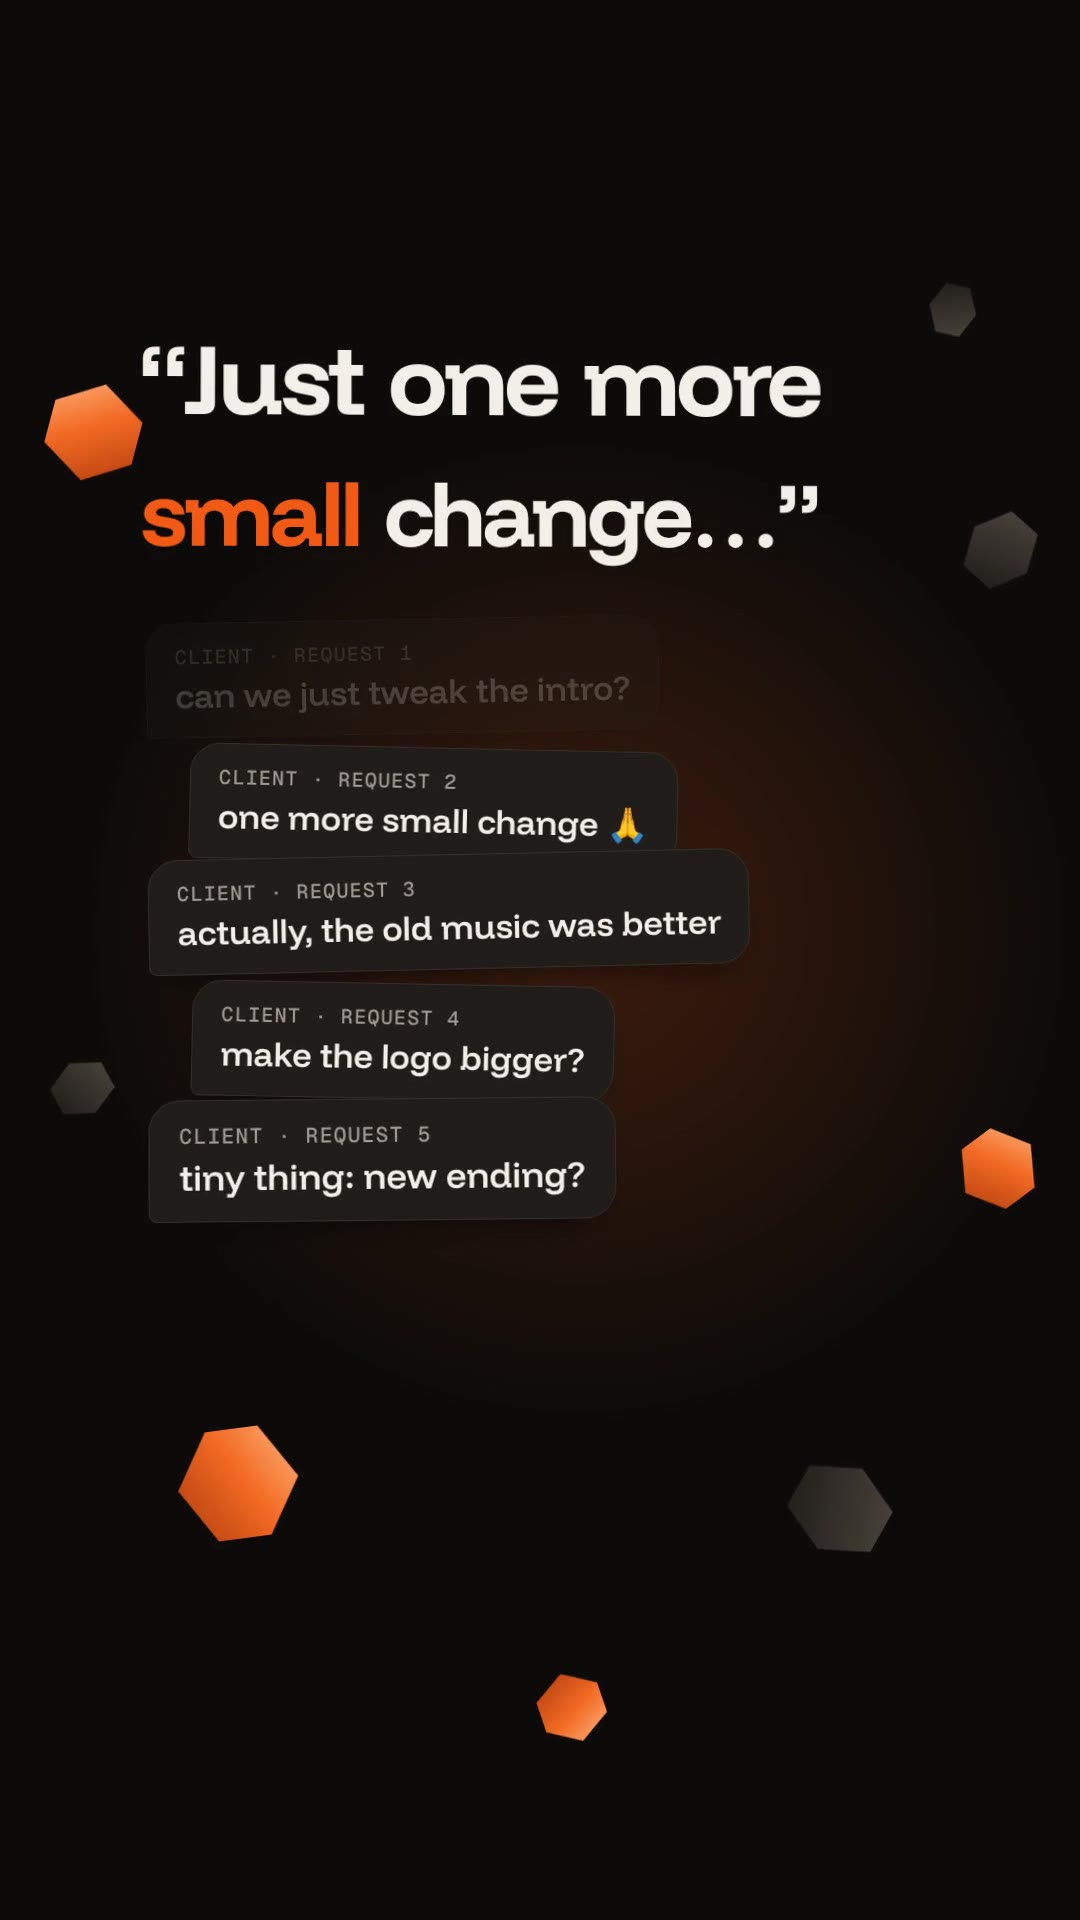 “Just one more
small change…”
CLIENT · REQUEST 1
can we just tweak the intro?
CLIENT · REQUEST 2
one more small change 🙏
CLIENT · REQUEST 3
actually, the old music was better
CLIENT · REQUEST 4
make the logo bigger?
CLIENT · REQUEST 5
tiny thing: new ending?